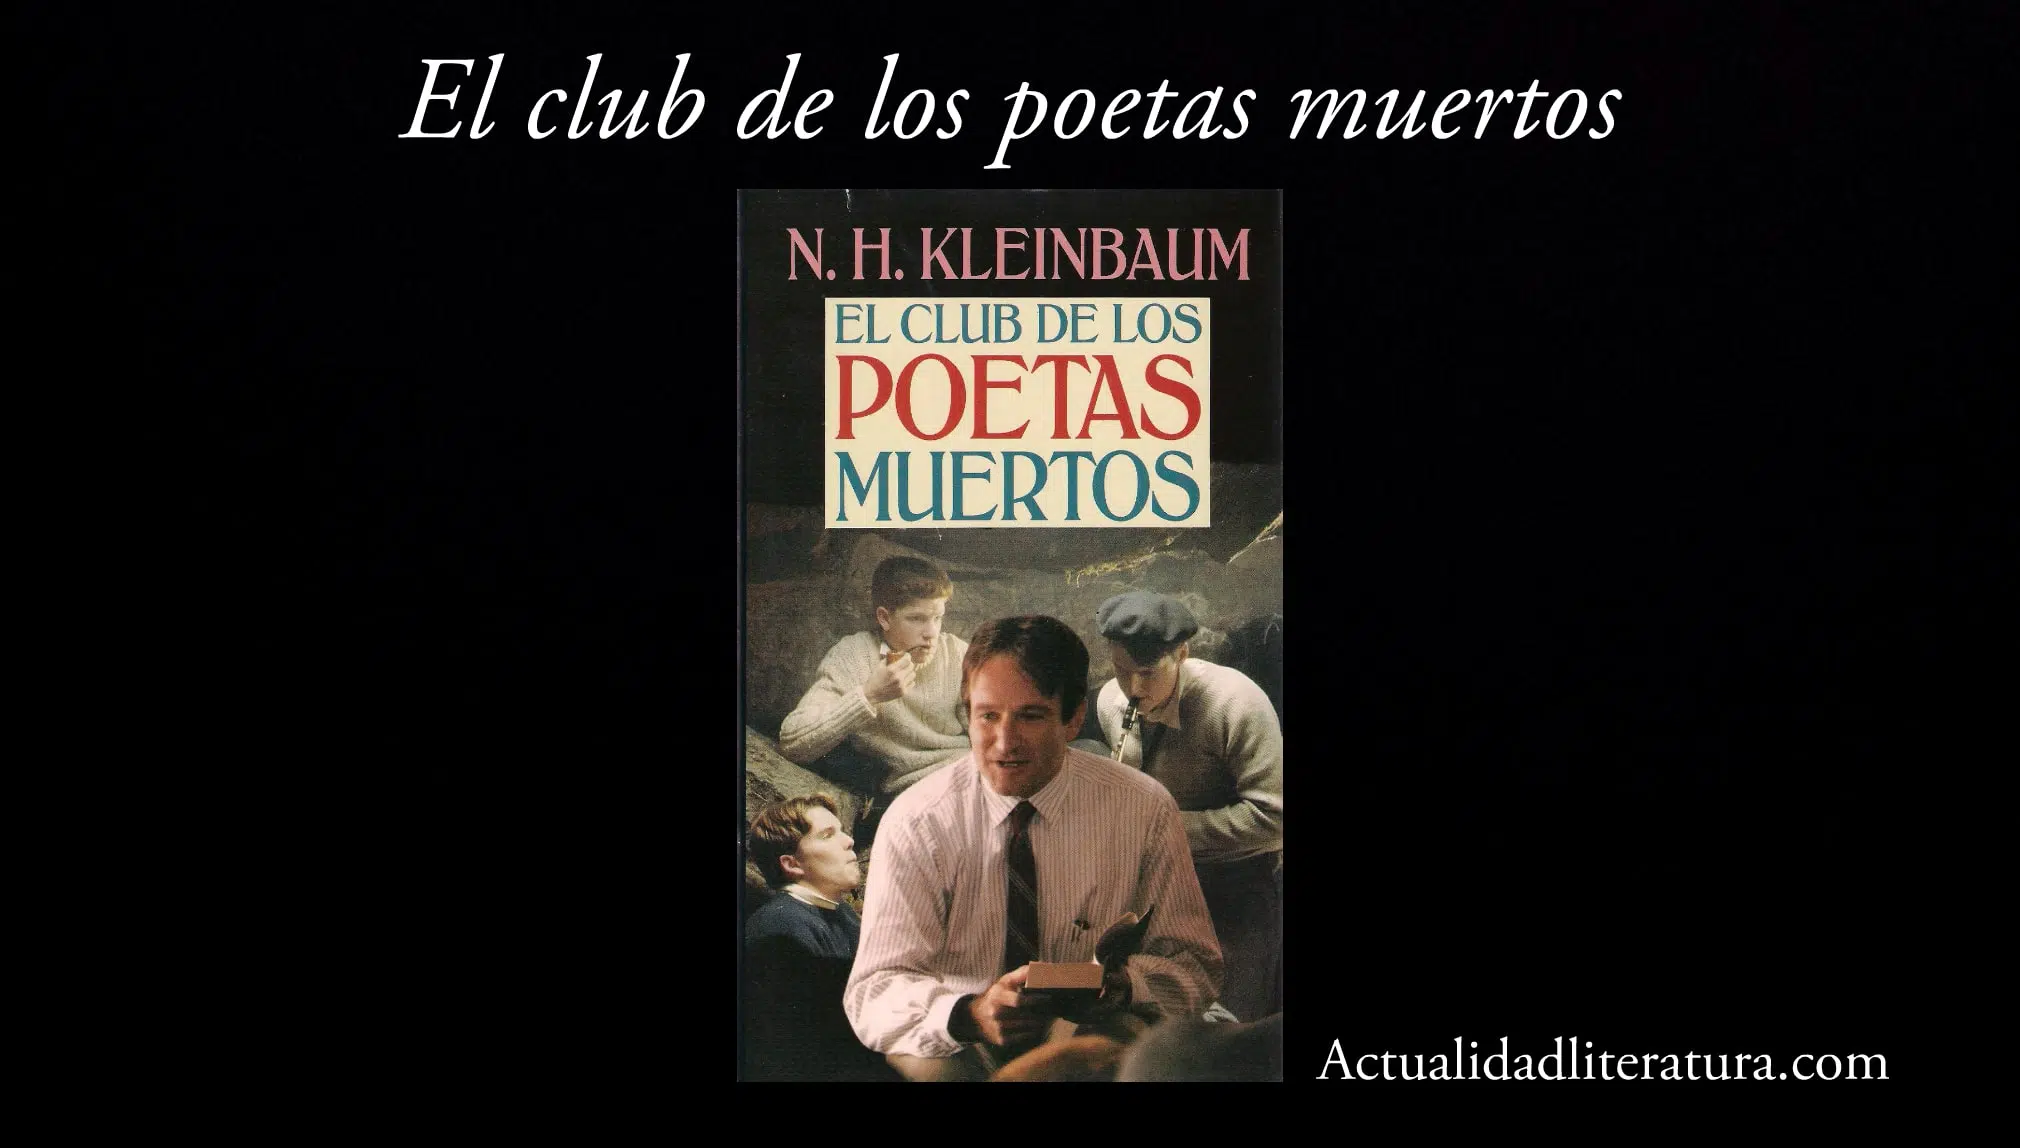 El club de los poetas muertos
N. H. KLEINBAUM
EL CLUB DE LOS
POETAS
MUERTOS
Actualidadliteratura.com